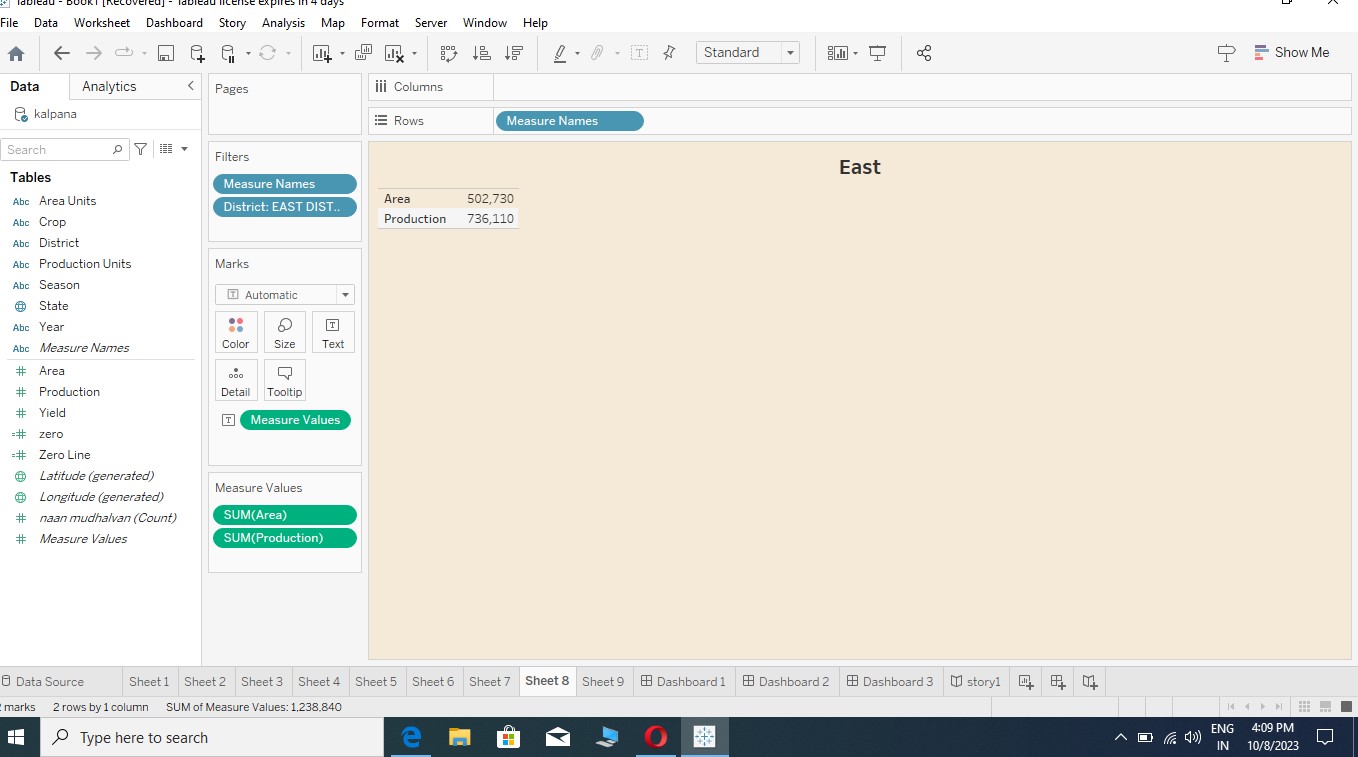 Tableau - Book1 [Recovered] - Tableau license expires in 4 days
File Data Worksheet Dashboard Story Analysis Map Format Server Window Help
Standard
Show Me
Data Analytics
kalpana
Search
Tables
Abc Area Units
Abc Crop
Abc District
Abc Production Units
Abc Season
State
Abc Year
Abc Measure Names
# Area
# Production
# Yield
=# zero
=# Zero Line
Latitude (generated)
Longitude (generated)
# naan mudhalvan (Count)
# Measure Values
Pages
Filters
Measure Names
District: EAST DIST..
Marks
T Automatic
Color Size T Text
Detail Tooltip
T Measure Values
Measure Values
SUM(Area)
SUM(Production)
Columns
Rows Measure Names
East
Area 502,730
Production 736,110
Data Source Sheet 1 Sheet 2 Sheet 3 Sheet 4 Sheet 5 Sheet 6 Sheet 7 Sheet 8 Sheet 9 Dashboard 1 Dashboard 2 Dashboard 3 story1
2 marks 2 rows by 1 column SUM of Measure Values: 1,238,840
Type here to search
ENG
IN
4:09 PM
10/8/2023